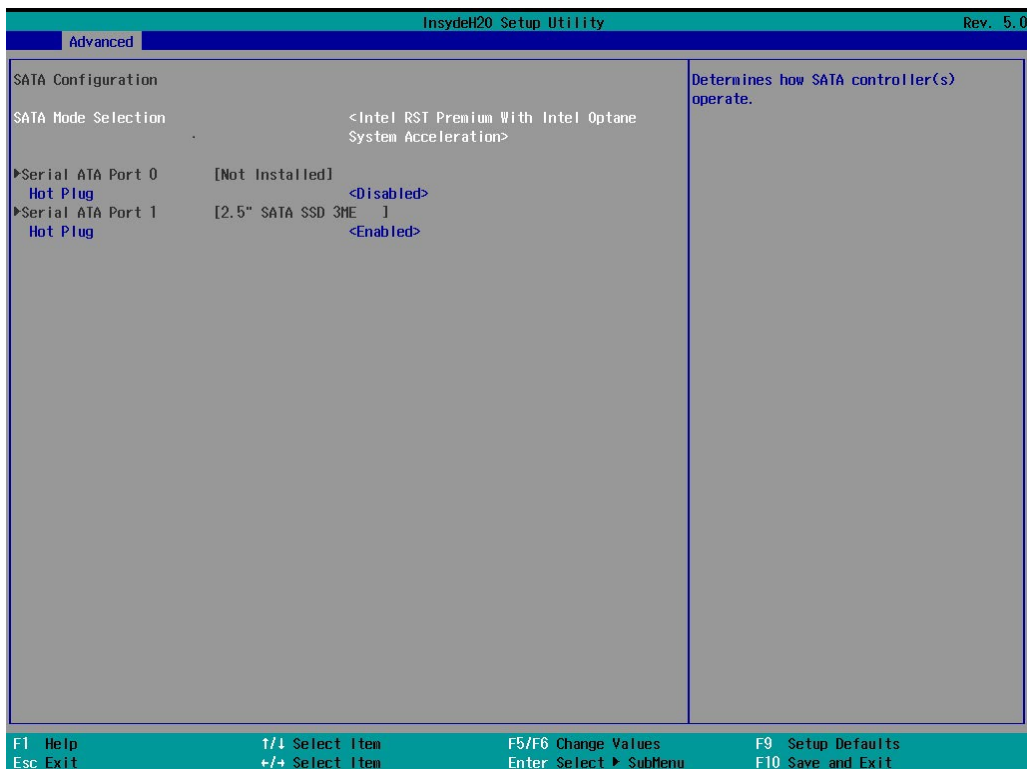 InsydeH2O Setup Utility Rev. 5.0
Advanced
SATA Configuration
SATA Mode Selection <Intel RST Premium With Intel Optane
System Acceleration>
▶Serial ATA Port 0 [Not Installed]
Hot Plug <Disabled>
▶Serial ATA Port 1 [2.5" SATA SSD 3ME ]
Hot Plug <Enabled>
Determines how SATA controller(s)
operate.
F1 Help ↑/↓ Select Item F5/F6 Change Values F9 Setup Defaults
Esc Exit ←/→ Select Item Enter Select ▶ SubMenu F10 Save and Exit